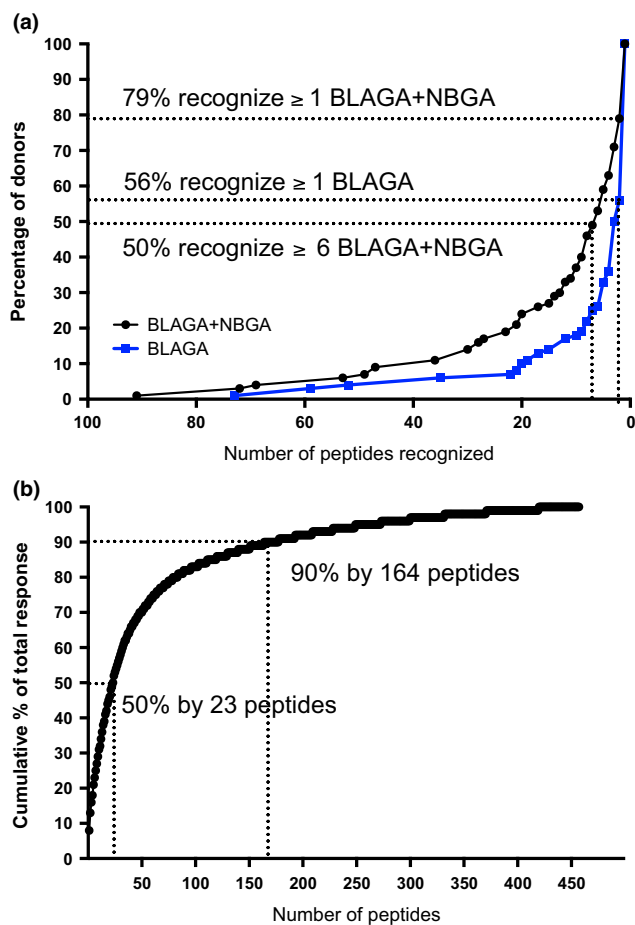 (a)
Percentage of donors
100
90
80
70
60
50
40
30
20
10
0
79% recognize ≥ 1 BLAGA+NBGA
56% recognize ≥ 1 BLAGA
50% recognize ≥ 6 BLAGA+NBGA
BLAGA+NBGA
BLAGA
100 80 60 40 20 0
Number of peptides recognized
(b)
Cumulative % of total response
100
90
80
70
60
50
40
30
20
10
0
90% by 164 peptides
50% by 23 peptides
50 100 150 200 250 300 350 400 450
Number of peptides